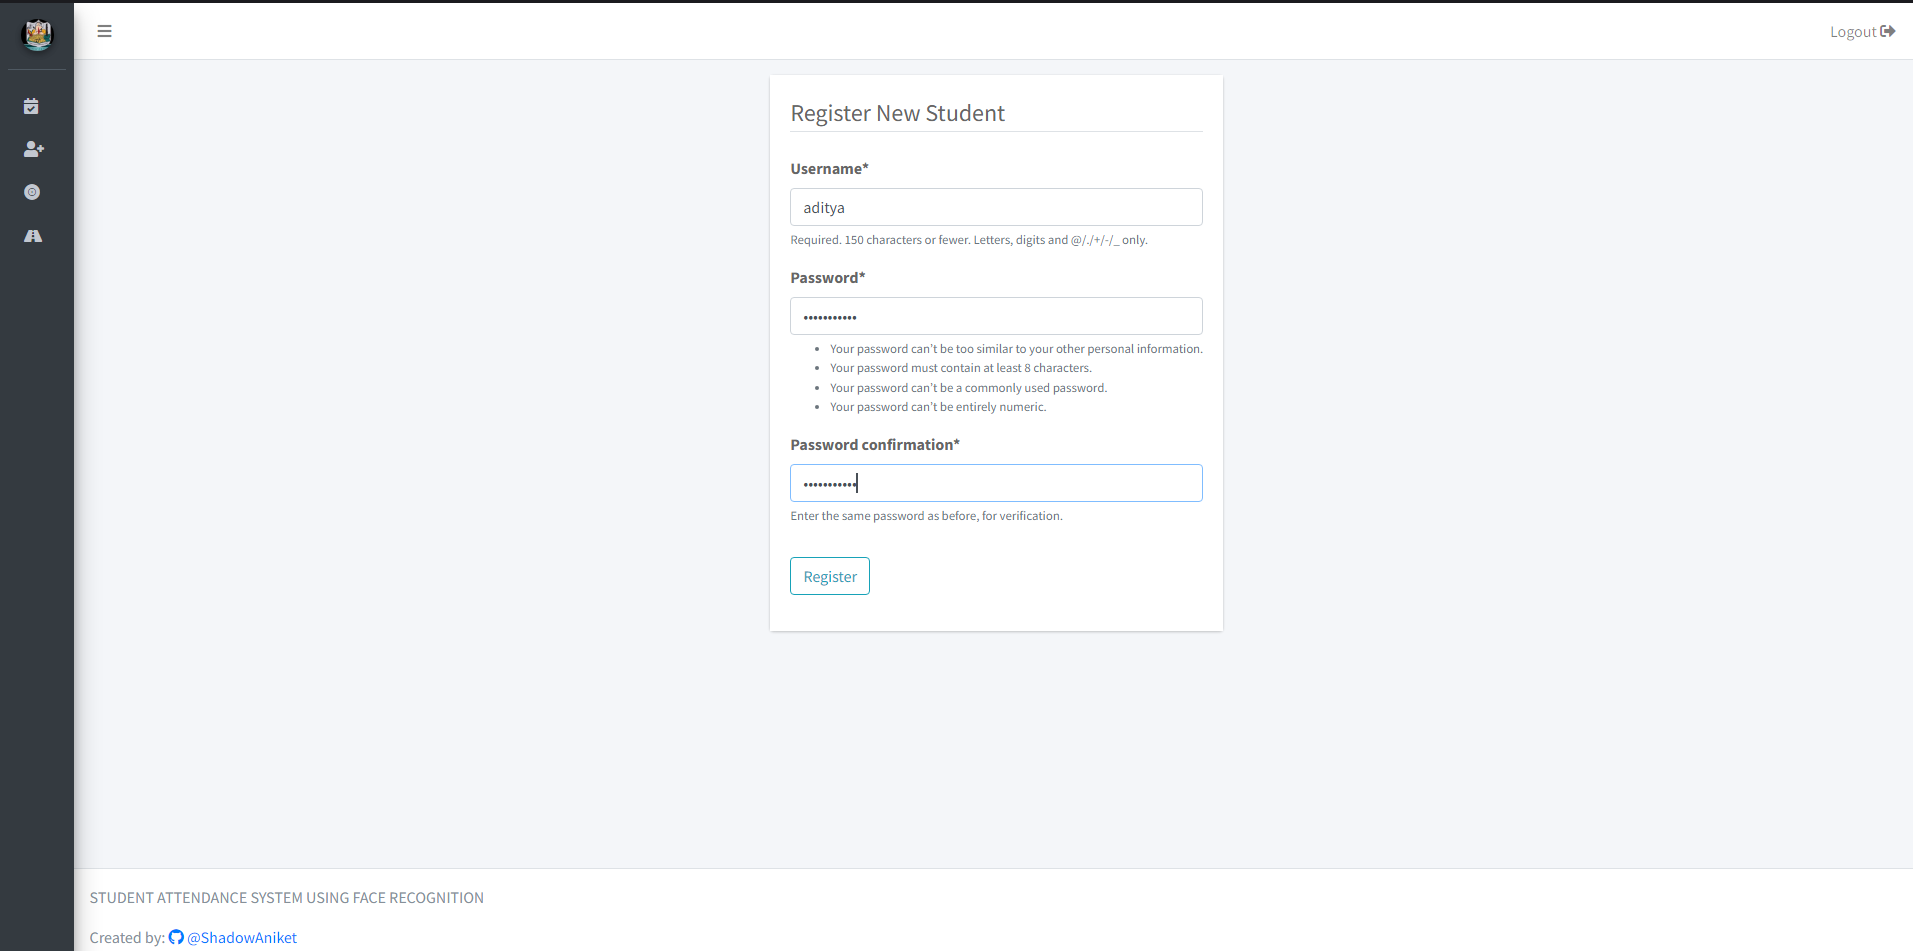 Logout
Register New Student
Username*
aditya
Required. 150 characters or fewer. Letters, digits and @/./+/-/_ only.
Password*
•••••••••••
Your password can't be too similar to your other personal information.
Your password must contain at least 8 characters.
Your password can't be a commonly used password.
Your password can't be entirely numeric.
Password confirmation*
•••••••••••
Enter the same password as before, for verification.
Register
STUDENT ATTENDANCE SYSTEM USING FACE RECOGNITION
Created by: @ShadowAniket